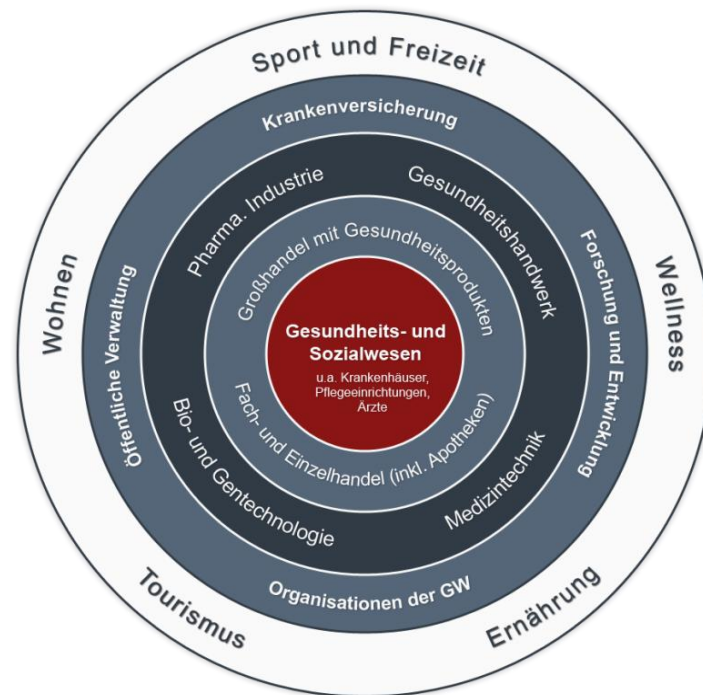 Sport und Freizeit
Wellness
Ernährung
Tourismus
Wohnen
Krankenversicherung
Forschung und Entwicklung
Organisationen der GW
Öffentliche Verwaltung
Pharma. Industrie
Gesundheitshandwerk
Medizintechnik
Bio- und Gentechnologie
Großhandel mit Gesundheitsprodukten
Fach- und Einzelhandel (inkl. Apotheken)
Gesundheits- und
Sozialwesen
u.a. Krankenhäuser,
Pflegeeinrichtungen,
Ärzte